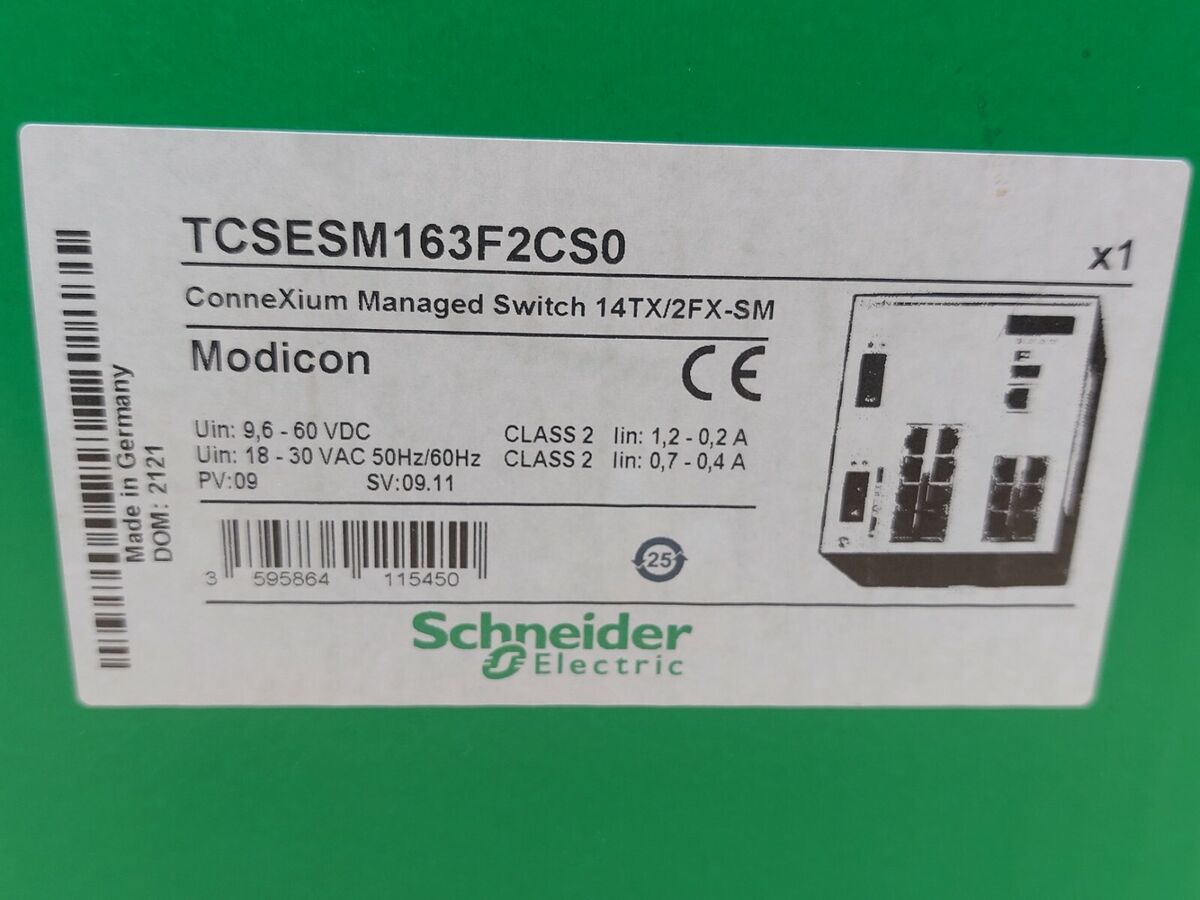 TCSESM163F2CS0
x1
ConneXium Managed Switch 14TX/2FX-SM
Modicon
CE
Uin: 9,6 - 60 VDC CLASS 2 Iin: 1,2 - 0,2 A
Uin: 18 - 30 VAC 50Hz/60Hz CLASS 2 Iin: 0,7 - 0,4 A
PV:09 SV:09.11
3 595864 115450
25
Schneider
Electric
Made in Germany
DOM: 2121